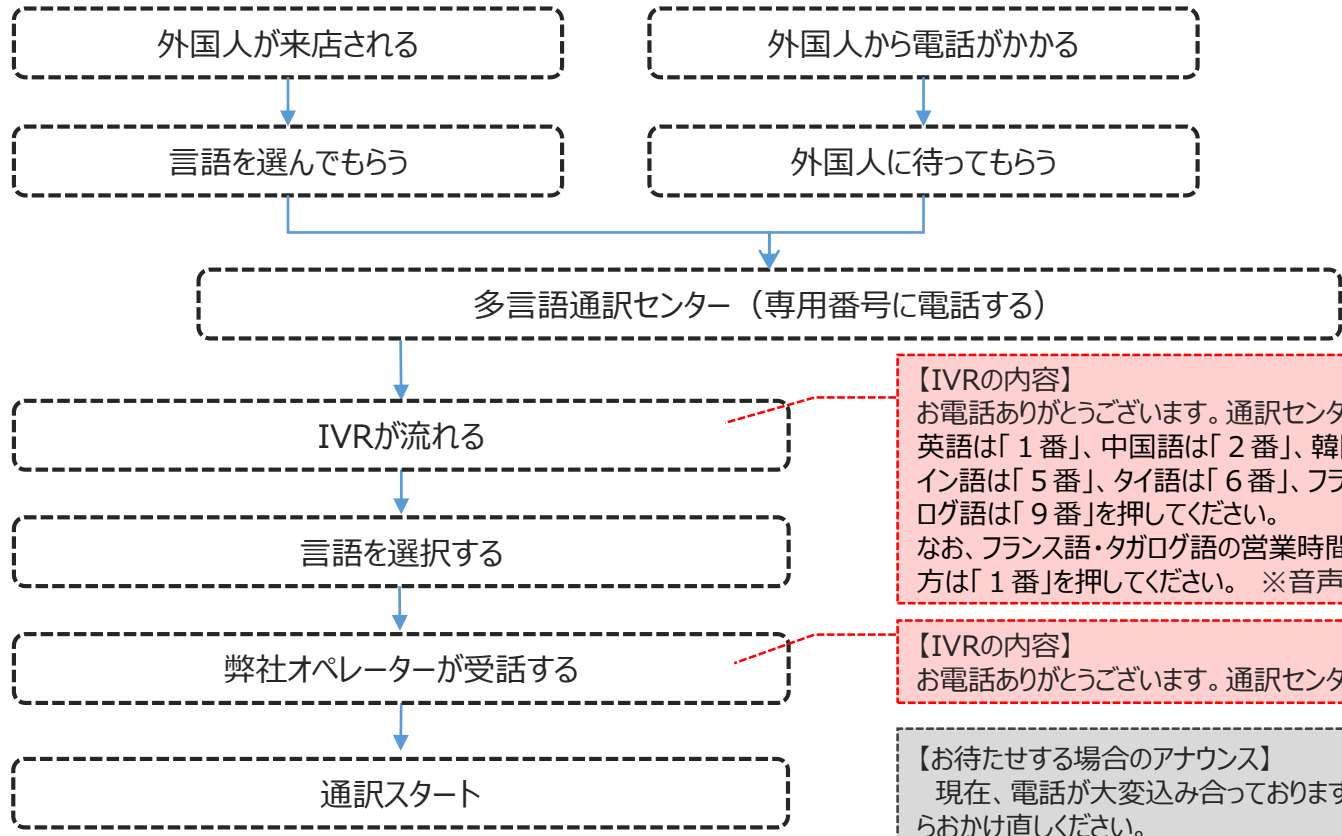 外国人が来店される
外国人から電話がかかる
言語を選んでもらう
外国人に待ってもらう
多言語通訳センター（専用番号に電話する）
IVRが流れる
言語を選択する
弊社オペレーターが受話する
通訳スタート
【IVRの内容】
お電話ありがとうございます。通訳センタ
英語は「１番」、中国語は「２番」、韓
イン語は「５番」、タイ語は「６番」、フラ
ログ語は「９番」を押してください。
なお、フランス語・タガログ語の営業時間
方は「１番」を押してください。　※音声
【IVRの内容】
お電話ありがとうございます。通訳センタ
【お待たせする場合のアナウンス】
現在、電話が大変込み合っております
らおかけ直しください。